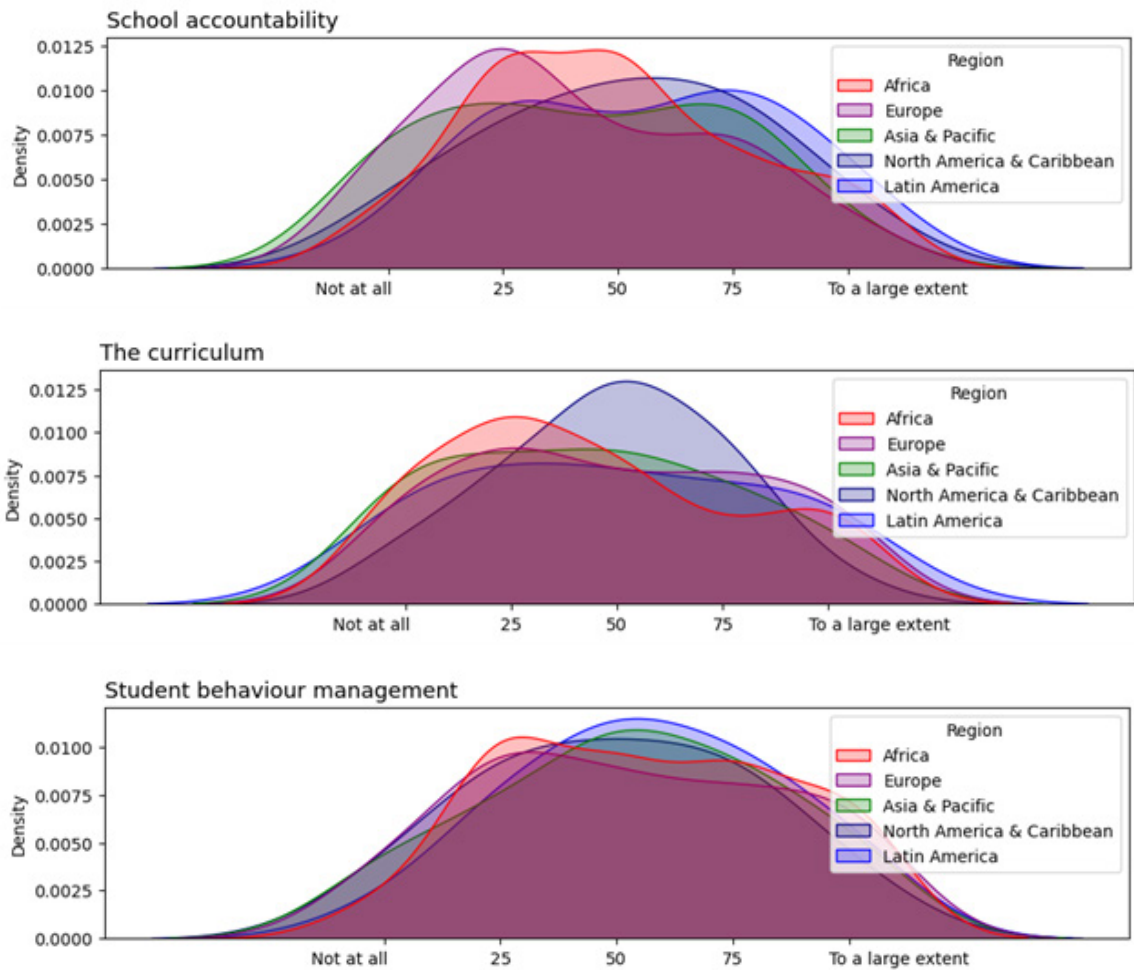 School accountability
0.0125
0.0100
0.0075
0.0050
0.0025
0.0000
Density
Region
Africa
Europe
Asia & Pacific
North America & Caribbean
Latin America
Not at all 25 50 75 To a large extent
The curriculum
0.0125
0.0100
0.0075
0.0050
0.0025
0.0000
Density
Region
Africa
Europe
Asia & Pacific
North America & Caribbean
Latin America
Not at all 25 50 75 To a large extent
Student behaviour management
0.0100
0.0075
0.0050
0.0025
0.0000
Density
Region
Africa
Europe
Asia & Pacific
North America & Caribbean
Latin America
Not at all 25 50 75 To a large extent